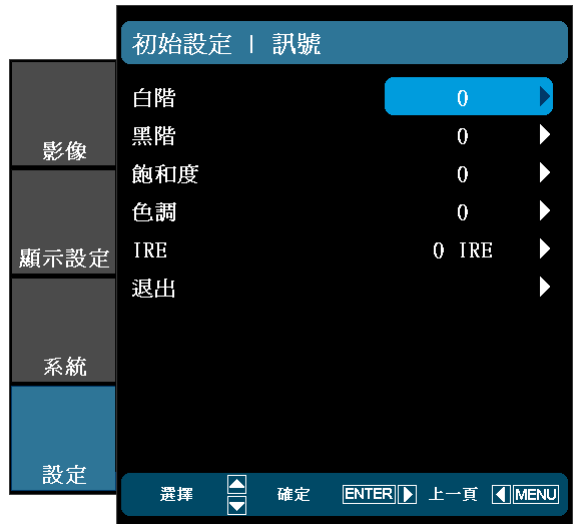 初始設定 | 訊號
影像
顯示設定
系統
設定
白階 0
黑階 0
飽和度 0
色調 0
IRE 0 IRE
退出
選擇 確定 ENTER 上一頁 MENU